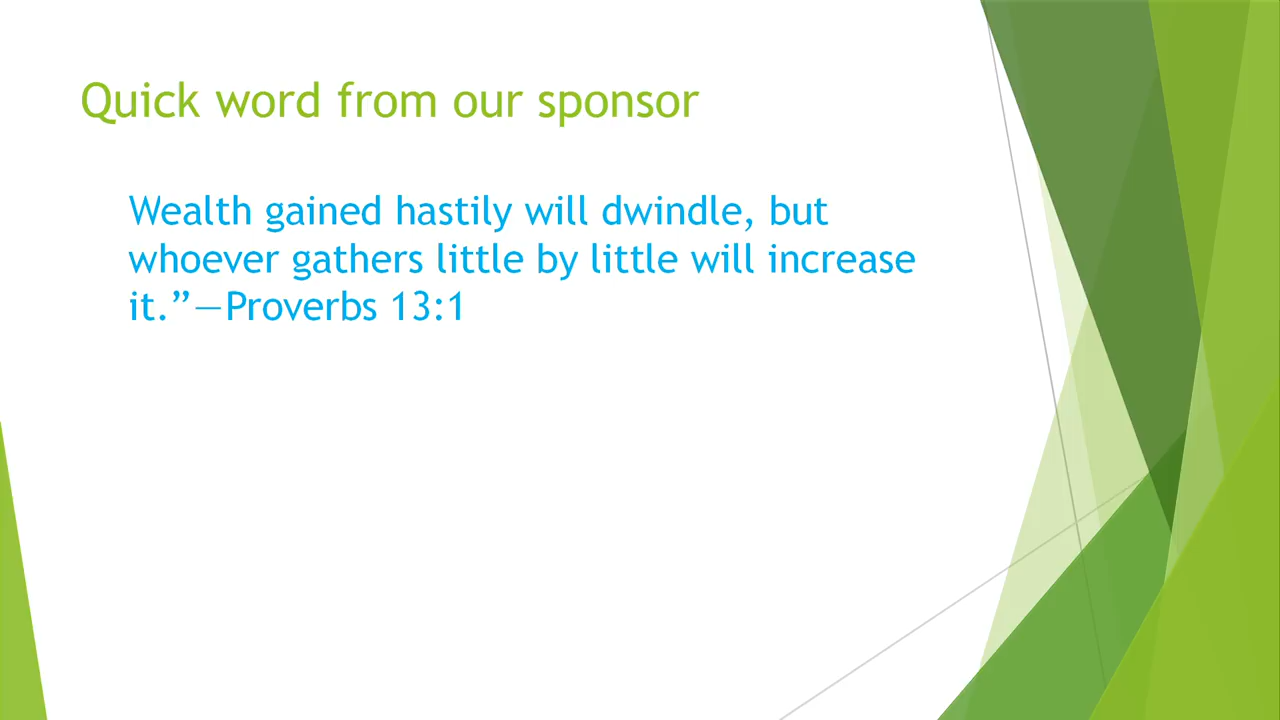 Quick word from our sponsor
Wealth gained hastily will dwindle, but
whoever gathers little by little will increase
it.”—Proverbs 13:1